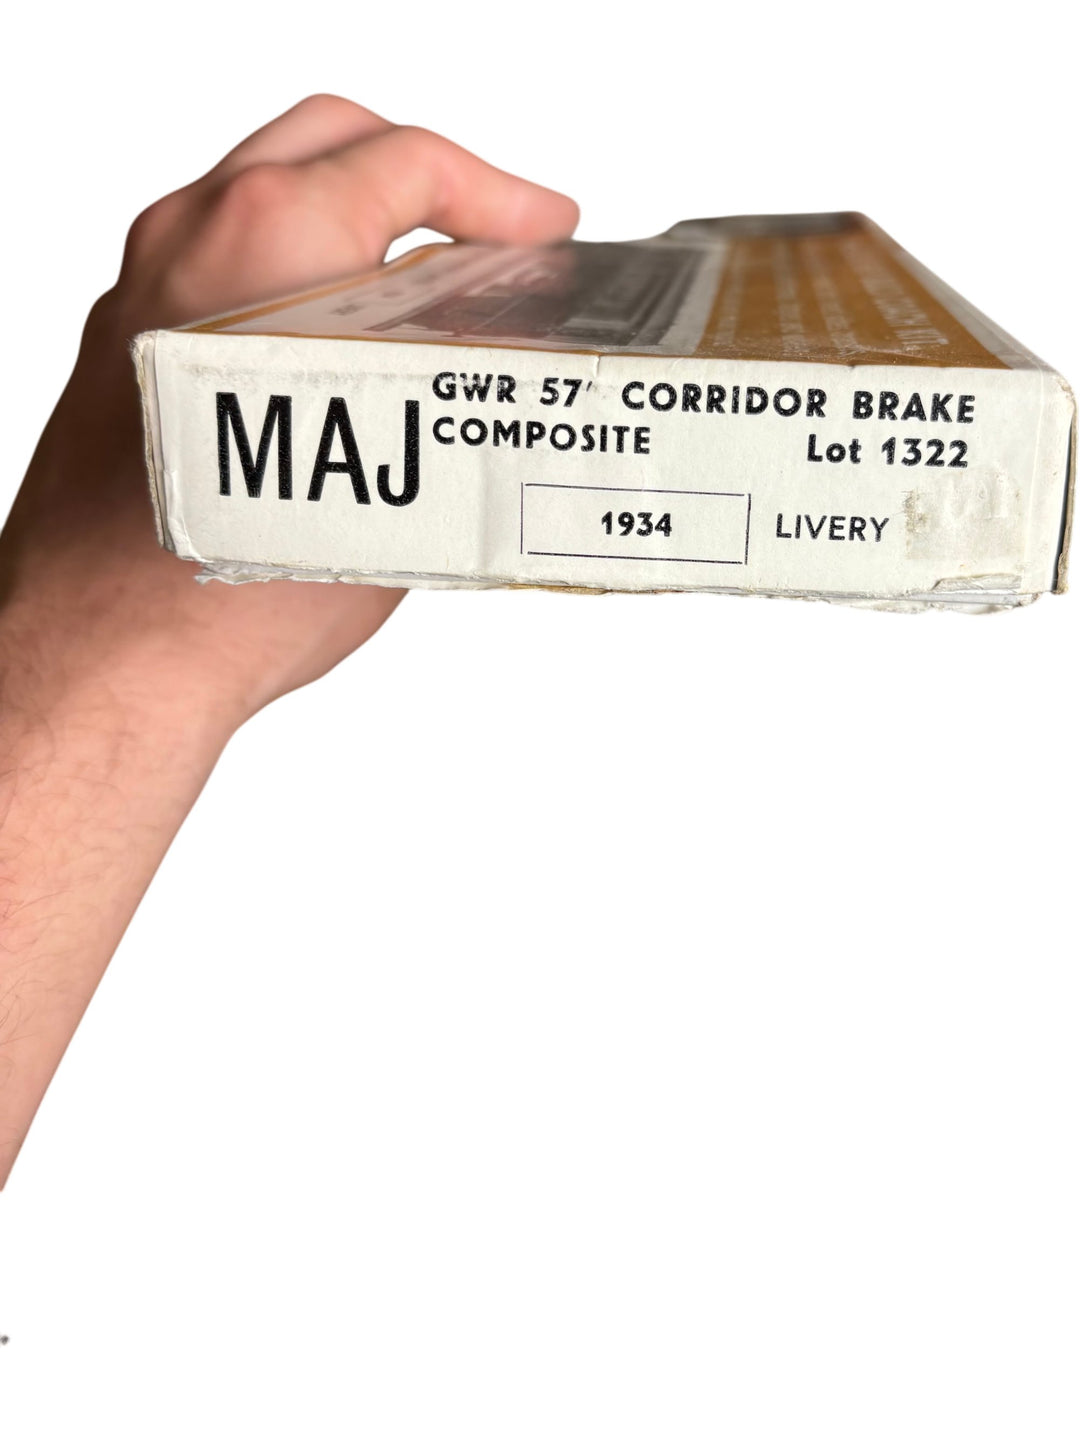 MAJ
GWR 57' CORRIDOR BRAKE
COMPOSITE Lot 1322
1934 LIVERY